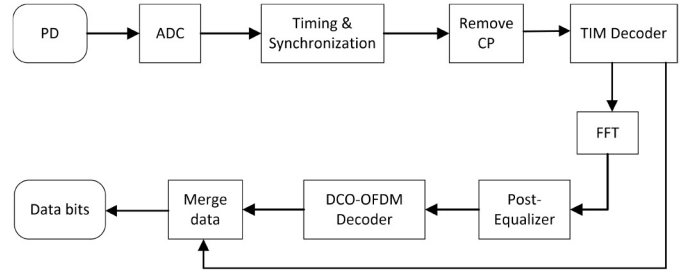 PD
ADC
Timing &
Synchronization
Remove
CP
TIM Decoder
FFT
Post-
Equalizer
DCO-OFDM
Decoder
Merge
data
Data bits